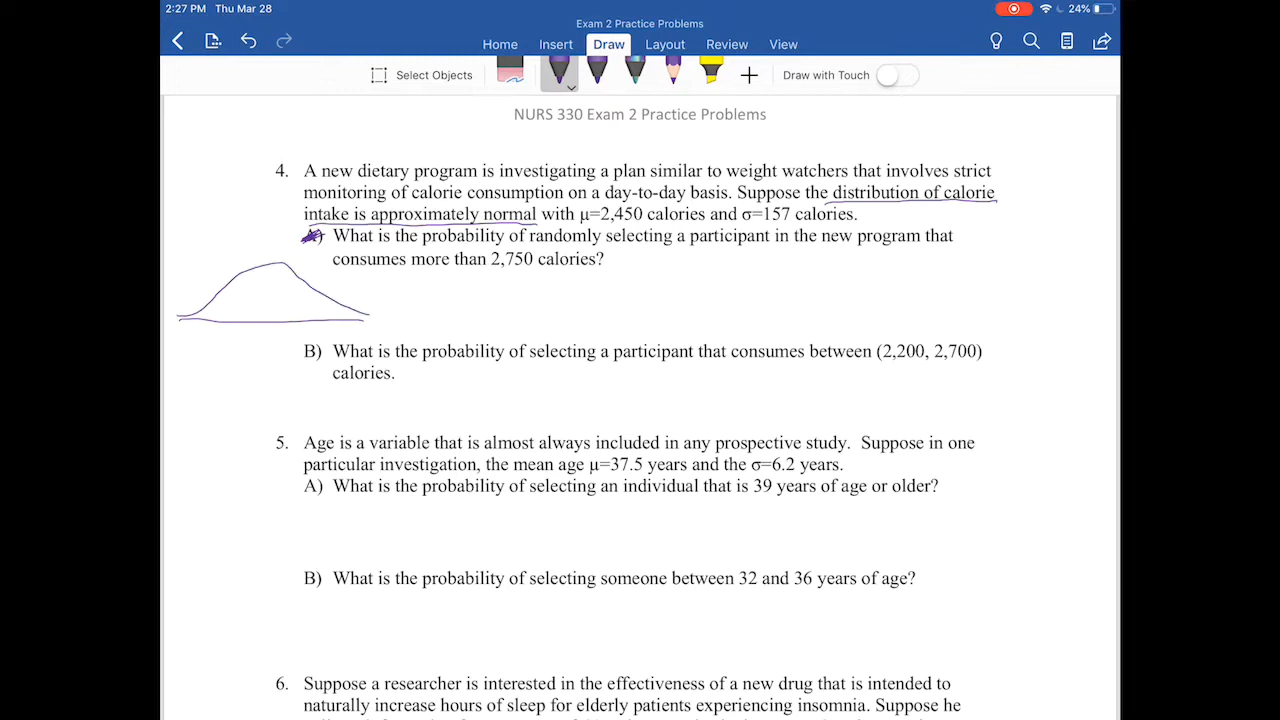 2:27 PM Thu Mar 28
24%
Exam 2 Practice Problems
Home Insert Draw Layout Review View
Select Objects
Draw with Touch
NURS 330 Exam 2 Practice Problems
4. A new dietary program is investigating a plan similar to weight watchers that involves strict
monitoring of calorie consumption on a day-to-day basis. Suppose the distribution of calorie
intake is approximately normal with μ=2,450 calories and σ=157 calories.
A) What is the probability of randomly selecting a participant in the new program that
consumes more than 2,750 calories?
B) What is the probability of selecting a participant that consumes between (2,200, 2,700)
calories.
5. Age is a variable that is almost always included in any prospective study. Suppose in one
particular investigation, the mean age μ=37.5 years and the σ=6.2 years.
A) What is the probability of selecting an individual that is 39 years of age or older?
B) What is the probability of selecting someone between 32 and 36 years of age?
6. Suppose a researcher is interested in the effectiveness of a new drug that is intended to
naturally increase hours of sleep for elderly patients experiencing insomnia. Suppose he